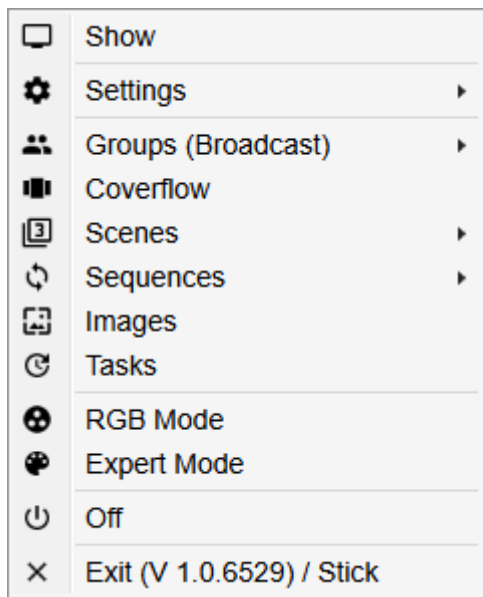 Show
Settings
Groups (Broadcast)
Coverflow
3 Scenes
Sequences
Images
Tasks
RGB Mode
Expert Mode
Off
Exit (V 1.0.6529) / Stick